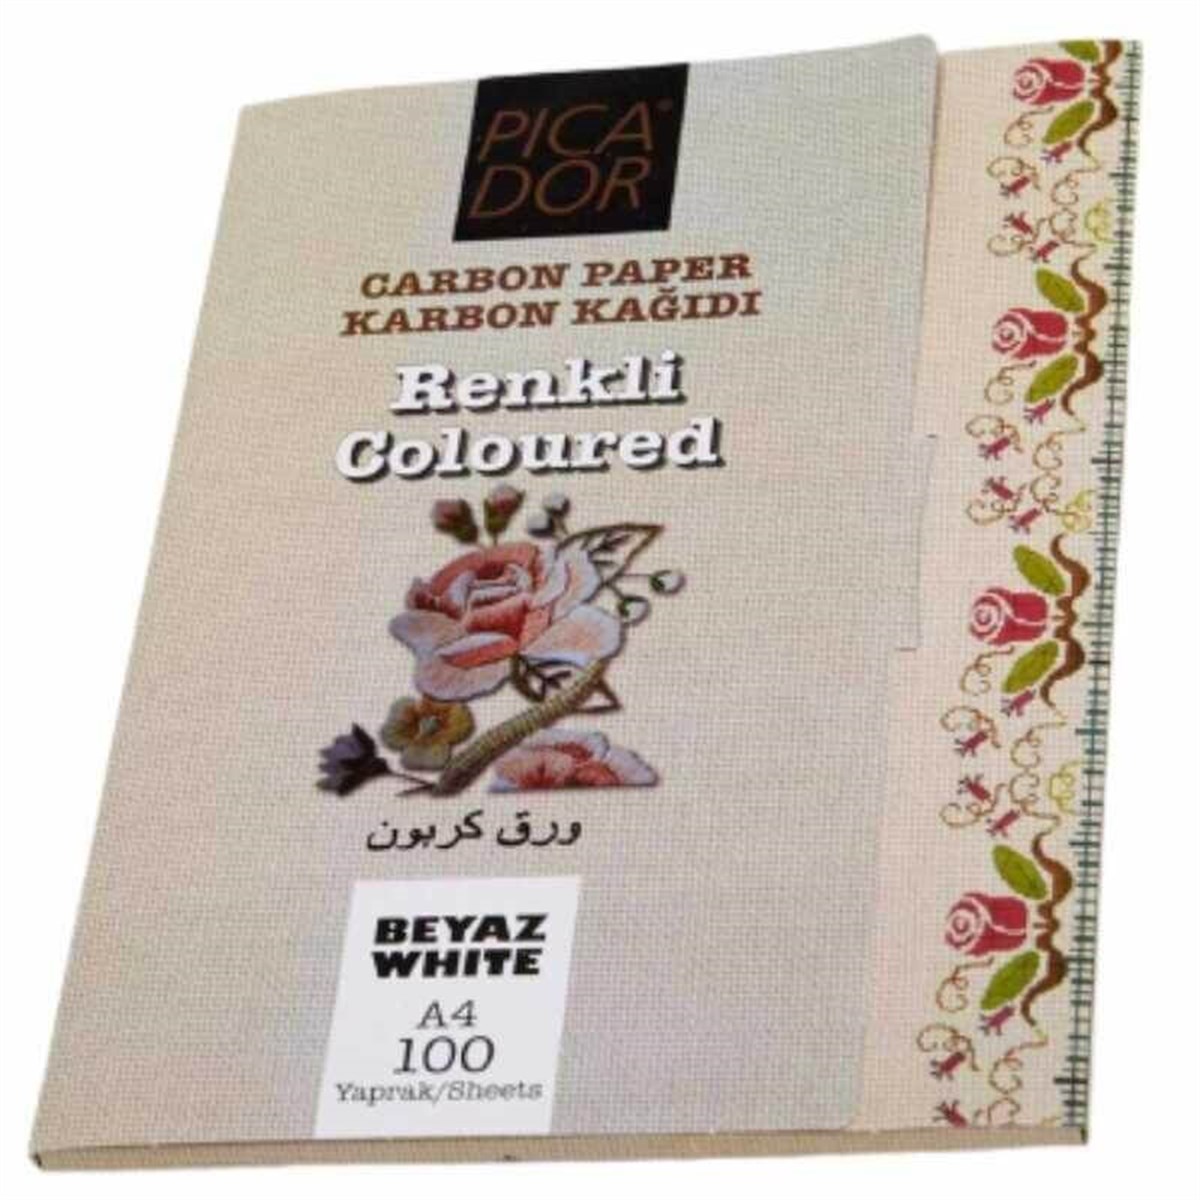 PICA®
DOR
CARBON PAPER
KARBON KAĞIDI
Renkli
Coloured
ورق كربون
BEYAZ
WHITE
A4
100
Yaprak/Sheets